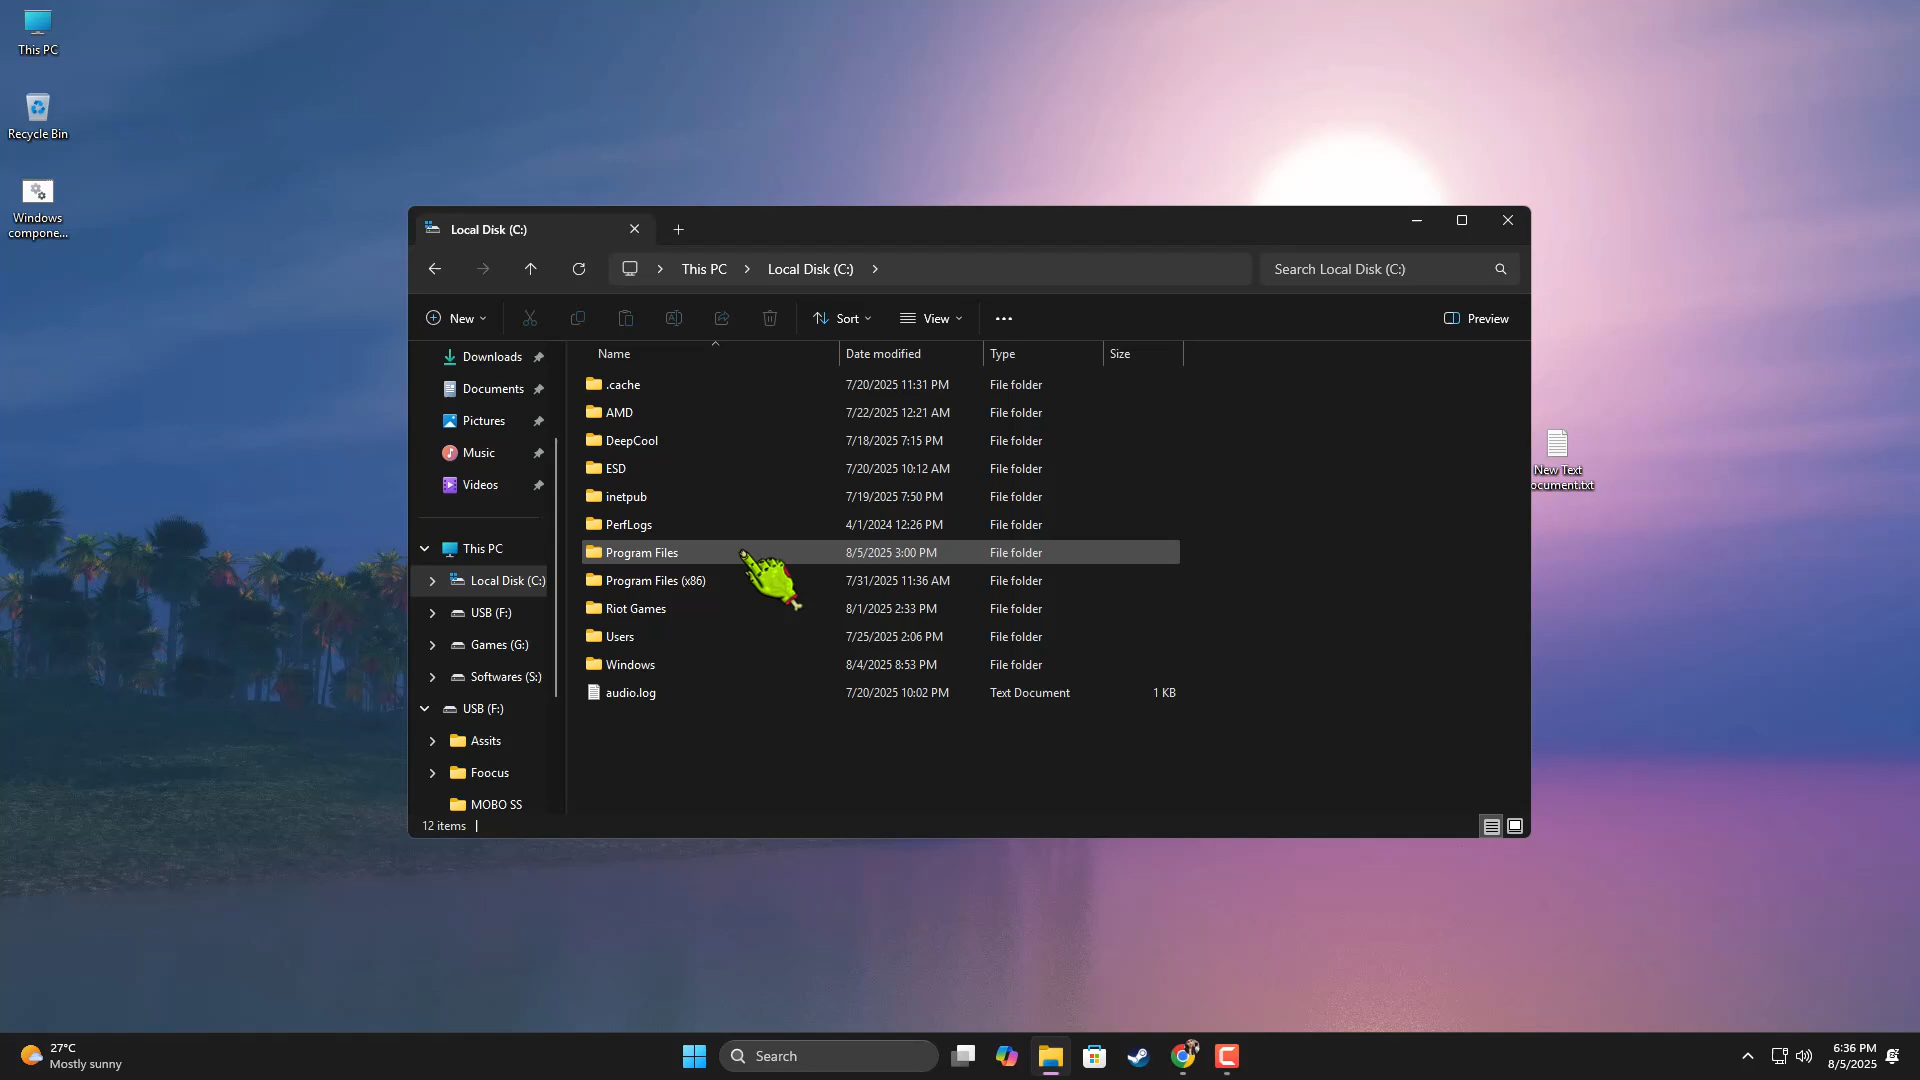 This PC
Recycle Bin
Windows
compone...
Local Disk (C:)
This PC
Local Disk (C:)
Search Local Disk (C:)
New
Sort
View
Preview
Downloads
Documents
Pictures
Music
Videos
This PC
Local Disk (C:)
USB (F:)
Games (G:)
Softwares (S:)
USB (F:)
Assits
Foocus
MOBO SS
Name Date modified Type Size
.cache 7/20/2025 11:31 PM File folder
AMD 7/22/2025 12:21 AM File folder
DeepCool 7/18/2025 7:15 PM File folder
ESD 7/20/2025 10:12 AM File folder
inetpub 7/19/2025 7:50 PM File folder
PerfLogs 4/1/2024 12:26 PM File folder
Program Files 8/5/2025 3:00 PM File folder
Program Files (x86) 7/31/2025 11:36 AM File folder
Riot Games 8/1/2025 2:33 PM File folder
Users 7/25/2025 2:06 PM File folder
Windows 8/4/2025 8:53 PM File folder
audio.log 7/20/2025 10:02 PM Text Document 1 KB
12 items
New Text
ocument.txt
27°C
Mostly sunny
Search
6:36 PM
8/5/2025